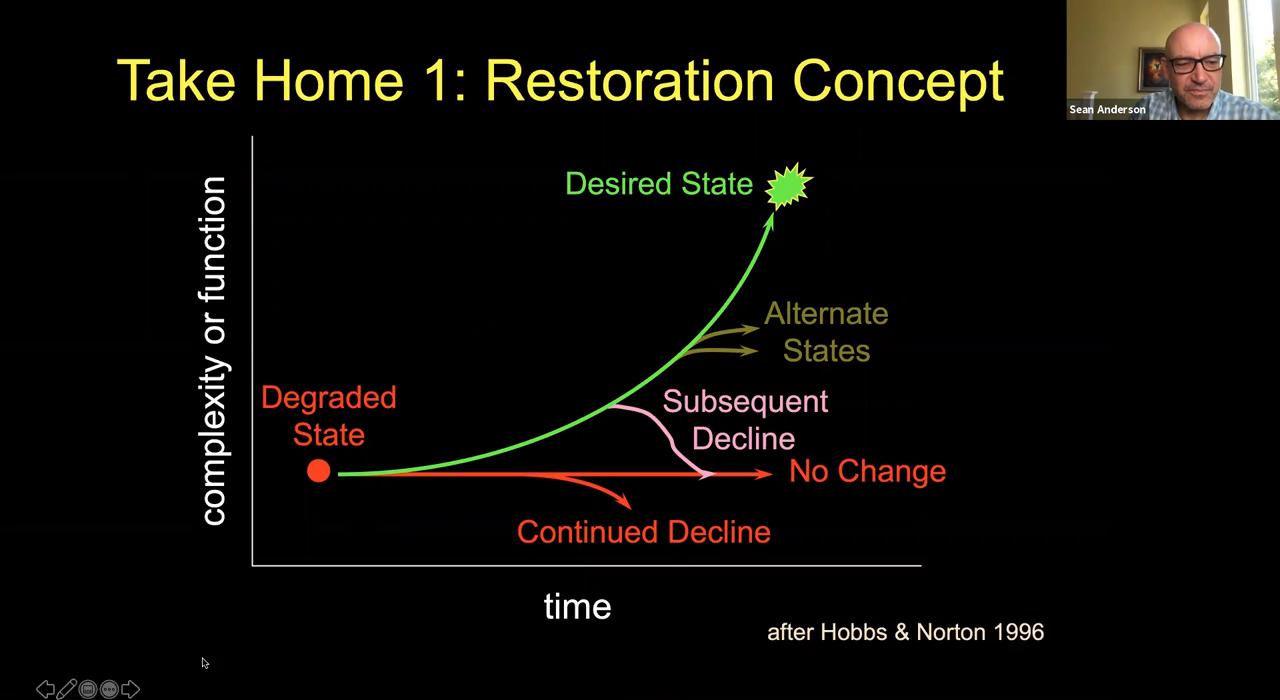 Take Home 1: Restoration Concept
Sean Anderson
complexity or function
Desired State
Alternate
States
Degraded
State
Subsequent
Decline
No Change
Continued Decline
time
after Hobbs & Norton 1996